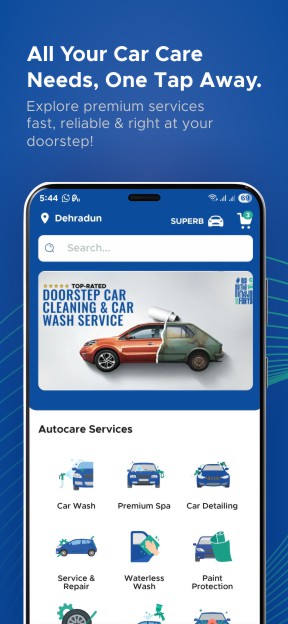 All Your Car Care
Needs, One Tap Away.
Explore premium services
fast, reliable & right at your
doorstep!
5:44
69
Dehradun
SUPERB
3
Search...
TOP-RATED
DOORSTEP CAR
CLEANING & CAR
WASH SERVICE
Autocare Services
Car Wash
Premium Spa
Car Detailing
Service &
Repair
Waterless
Wash
Paint
Protection